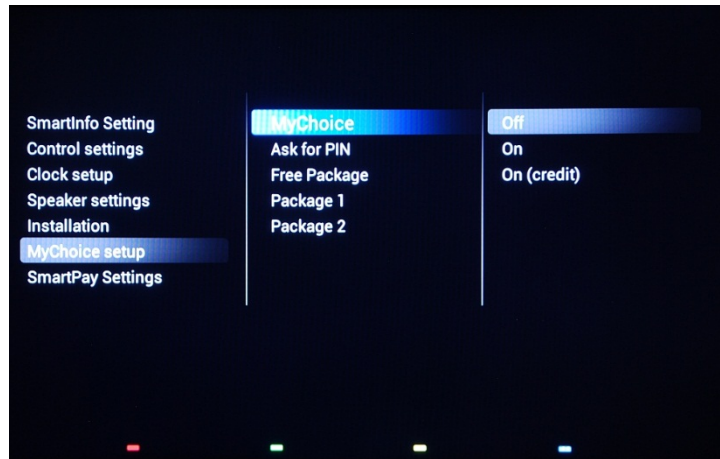 SmartInfo Setting
Control settings
Clock setup
Speaker settings
Installation
MyChoice setup
SmartPay Settings
MyChoice
Ask for PIN
Free Package
Package 1
Package 2
Off
On
On (credit)